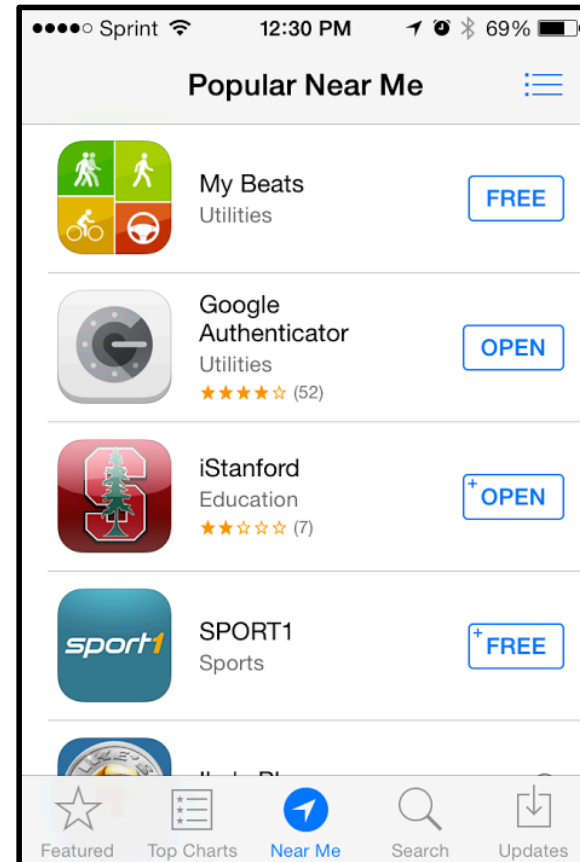 Sprint 12:30 PM 69%
Popular Near Me
My Beats
Utilities
FREE
Google
Authenticator
Utilities
(52)
OPEN
S
iStanford
Education
(7)
+OPEN
sport1
SPORT1
Sports
+FREE
Featured Top Charts Near Me Search Updates